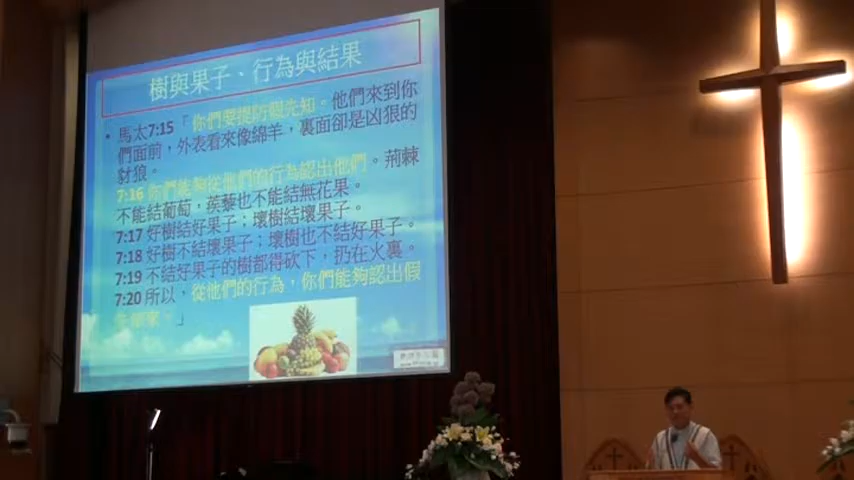 樹與果子、行為與結果
• 馬太7:15「你們要提防假先知。他們來到你
們面前，外表看來像綿羊，裏面卻是凶狠的
豺狼。
7:16 你們能夠從他們的行為認出他們。荊棘
不能結葡萄，蒺藜也不能結無花果。
7:17 好樹結好果子；壞樹結壞果子。
7:18 好樹不結壞果子；壞樹也不結好果子。
7:19 不結好果子的樹都得砍下，扔在火裏。
7:20 所以，從他們的行為，你們能夠認出假
先知來。」